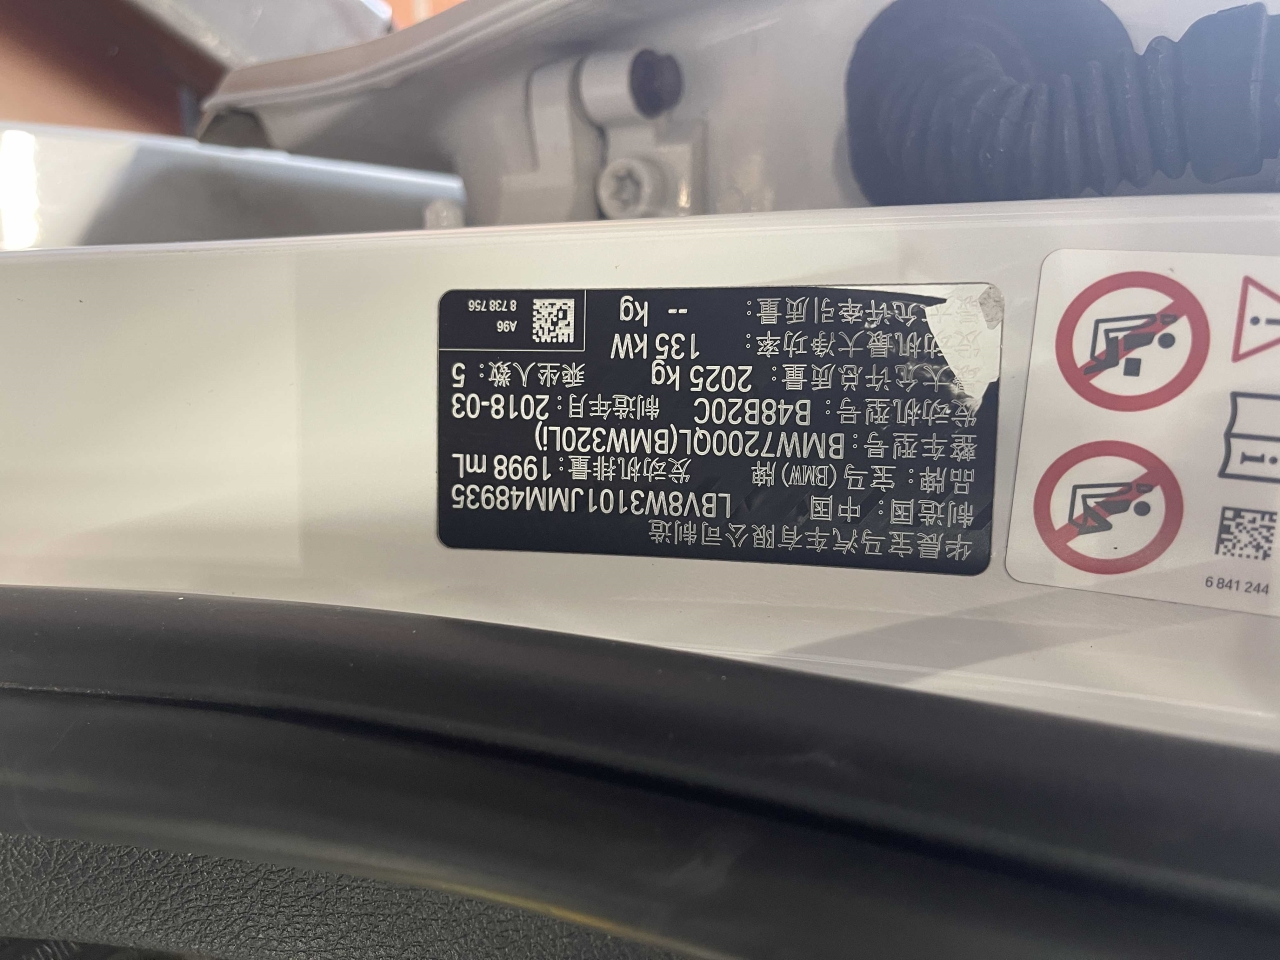 华晨宝马汽车有限公司制造
制造国：中国 LBV8W3101JMM48935
品牌：宝马(BMW)牌 发动机排量：1998 mL
整车型号：BMW7200QL(BMW320Li)
发动机型号：B48B20C 制造年月：2018-03
最大允许总质量：2025 kg 乘坐人数：5
动机最大净功率： 135 kW
允许牵引质量： -- kg
A96
8 738 756
6 841 244